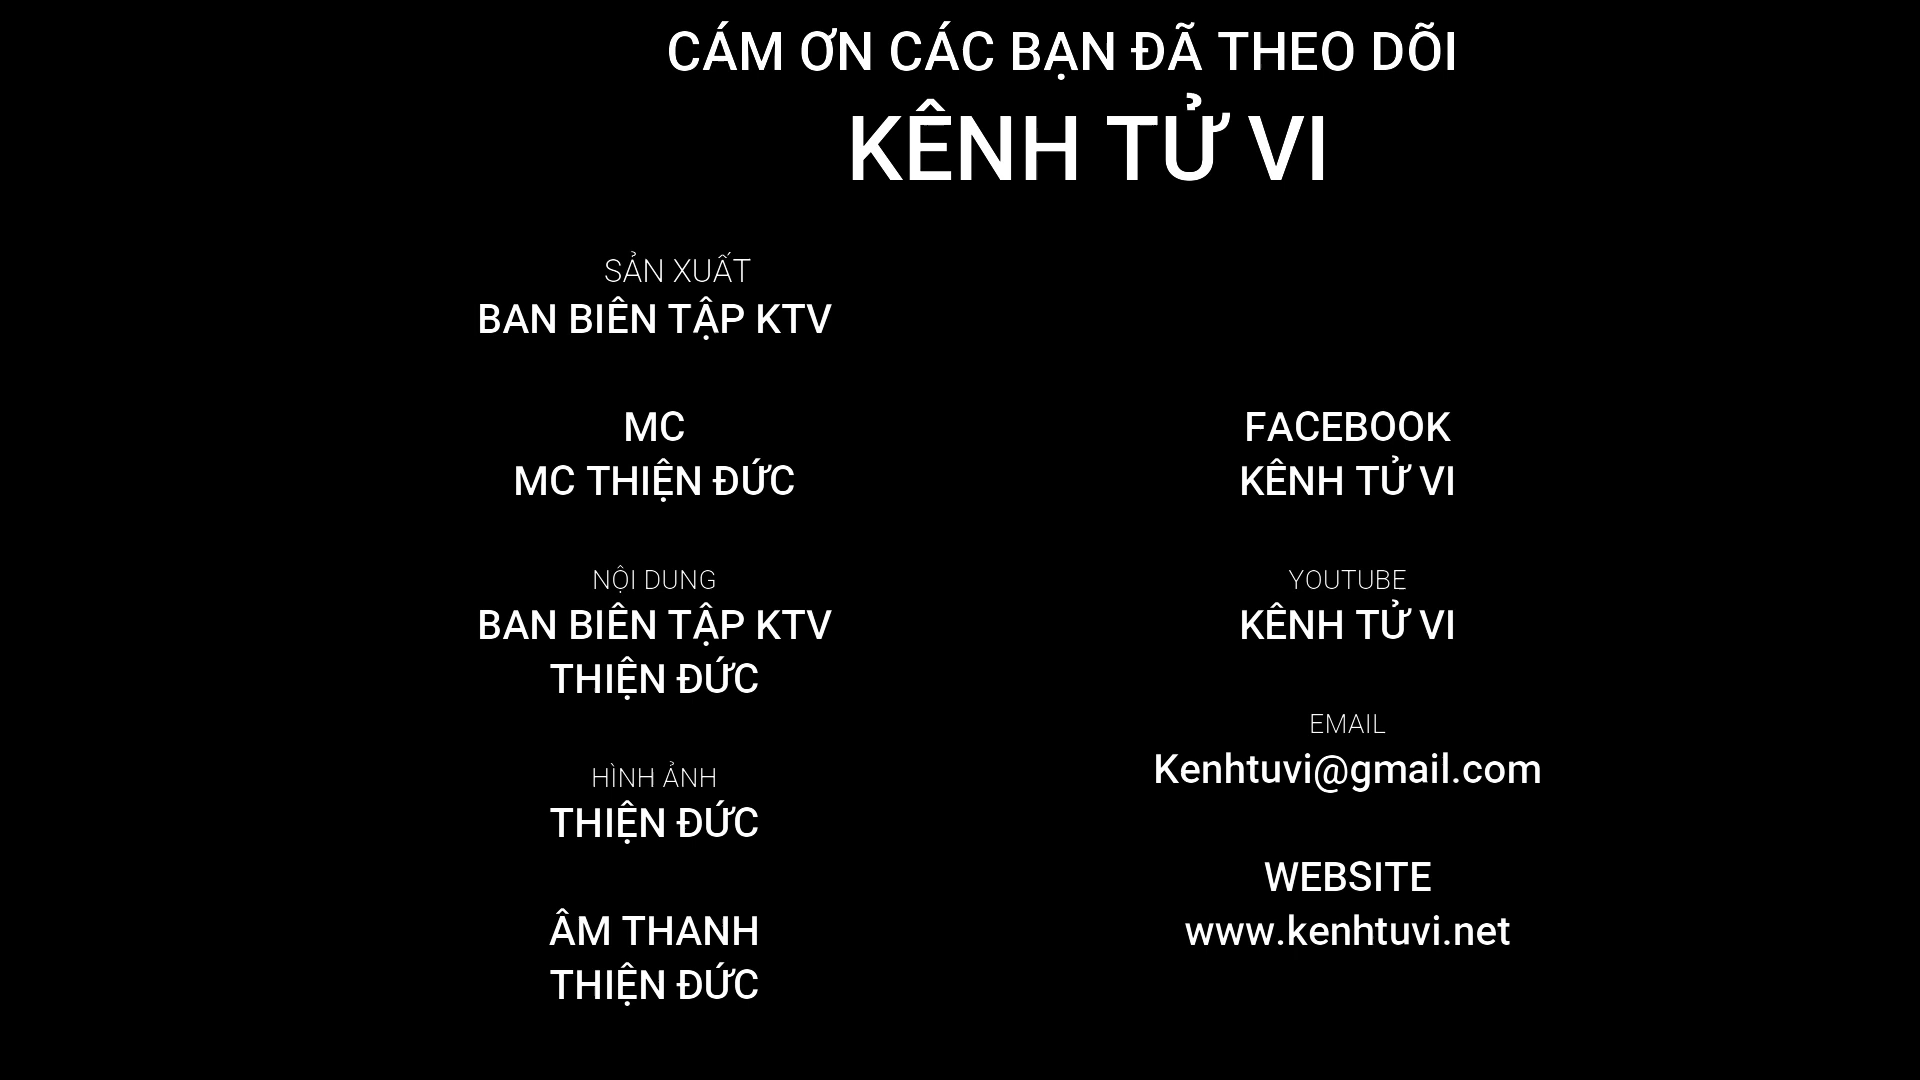 CÁM ƠN CÁC BẠN ĐÃ THEO DÕI
KÊNH TỬ VI
SẢN XUẤT
BAN BIÊN TẬP KTV
MC
MC THIỆN ĐỨC
NỘI DUNG
BAN BIÊN TẬP KTV
THIỆN ĐỨC
HÌNH ẢNH
THIỆN ĐỨC
ÂM THANH
THIỆN ĐỨC
FACEBOOK
KÊNH TỬ VI
YOUTUBE
KÊNH TỬ VI
EMAIL
Kenhtuvi@gmail.com
WEBSITE
www.kenhtuvi.net